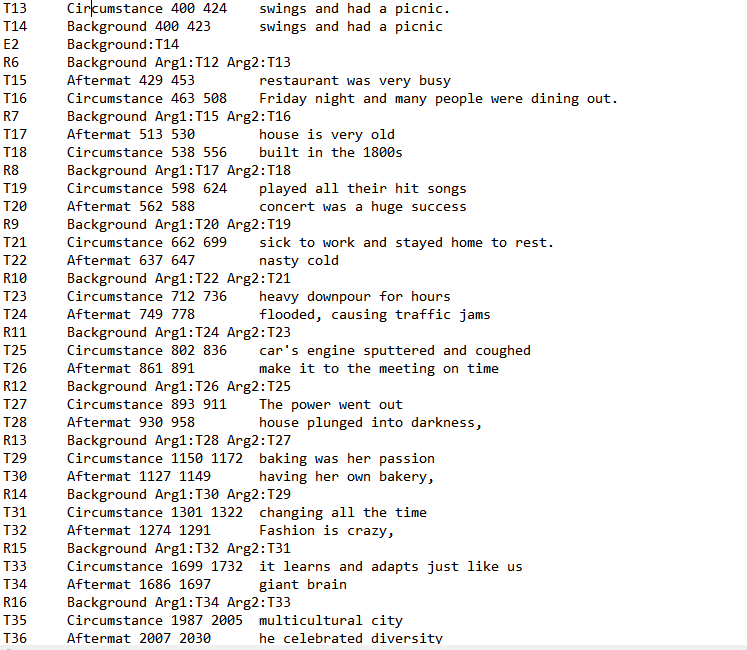 T13	Circumstance 400 424	swings and had a picnic.
T14	Background 400 423	swings and had a picnic
E2	Background:T14
R6	Background Arg1:T12 Arg2:T13
T15	Aftermat 429 453	restaurant was very busy
T16	Circumstance 463 508	Friday night and many people were dining out.
R7	Background Arg1:T15 Arg2:T16
T17	Aftermat 513 530	house is very old
T18	Circumstance 538 556	built in the 1800s
R8	Background Arg1:T17 Arg2:T18
T19	Circumstance 598 624	played all their hit songs
T20	Aftermat 562 588	concert was a huge success
R9	Background Arg1:T20 Arg2:T19
T21	Circumstance 662 699	sick to work and stayed home to rest.
T22	Aftermat 637 647	nasty cold
R10	Background Arg1:T22 Arg2:T21
T23	Circumstance 712 736	heavy downpour for hours
T24	Aftermat 749 778	flooded, causing traffic jams
R11	Background Arg1:T24 Arg2:T23
T25	Circumstance 802 836	car's engine sputtered and coughed
T26	Aftermat 861 891	make it to the meeting on time
R12	Background Arg1:T26 Arg2:T25
T27	Circumstance 893 911	The power went out
T28	Aftermat 930 958	house plunged into darkness,
R13	Background Arg1:T28 Arg2:T27
T29	Circumstance 1150 1172	baking was her passion
T30	Aftermat 1127 1149	having her own bakery,
R14	Background Arg1:T30 Arg2:T29
T31	Circumstance 1301 1322	changing all the time
T32	Aftermat 1274 1291	Fashion is crazy,
R15	Background Arg1:T32 Arg2:T31
T33	Circumstance 1699 1732	it learns and adapts just like us
T34	Aftermat 1686 1697	giant brain
R16	Background Arg1:T34 Arg2:T33
T35	Circumstance 1987 2005	multicultural city
T36	Aftermat 2007 2030	he celebrated diversity